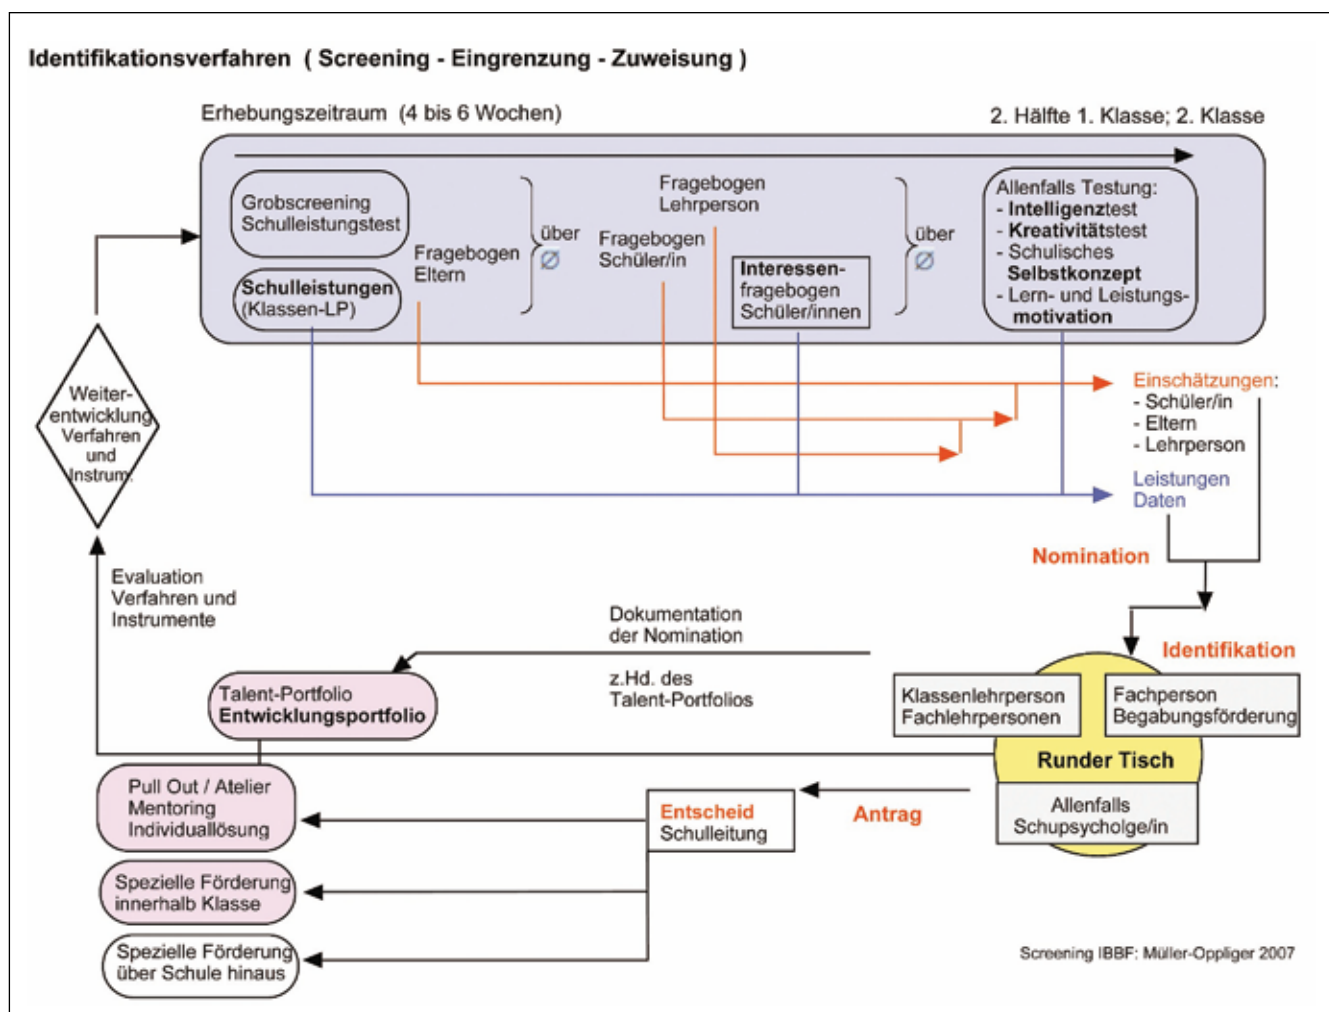 Identifikationsverfahren ( Screening - Eingrenzung - Zuweisung )
Erhebungszeitraum (4 bis 6 Wochen)
2. Hälfte 1. Klasse; 2. Klasse
Grobscreening
Schulleistungstest
Schulleistungen
(Klassen-LP)
Fragebogen
Eltern
über
Ø
Fragebogen
Lehrperson
Fragebogen
Schüler/in
Interessen-
fragebogen
Schüler/innen
über
Ø
Allenfalls Testung:
- Intelligenztest
- Kreativitätstest
- Schulisches
Selbstkonzept
- Lern- und Leistungs-
motivation
Weiter-
entwicklung
Verfahren
und
Instrum.
Einschätzungen:
- Schüler/in
- Eltern
- Lehrperson
Leistungen
Daten
Nomination
Evaluation
Verfahren und
Instrumente
Dokumentation
der Nomination
z.Hd. des
Talent-Portfolios
Identifikation
Talent-Portfolio
Entwicklungsportfolio
Klassenlehrperson
Fachlehrpersonen
Fachperson
Begabungsförderung
Runder Tisch
Allenfalls
Schupsycholge/in
Antrag
Entscheid
Schulleitung
Pull Out / Atelier
Mentoring
Individuallösung
Spezielle Förderung
innerhalb Klasse
Spezielle Förderung
über Schule hinaus
Screening IBBF; Müller-Oppliger 2007